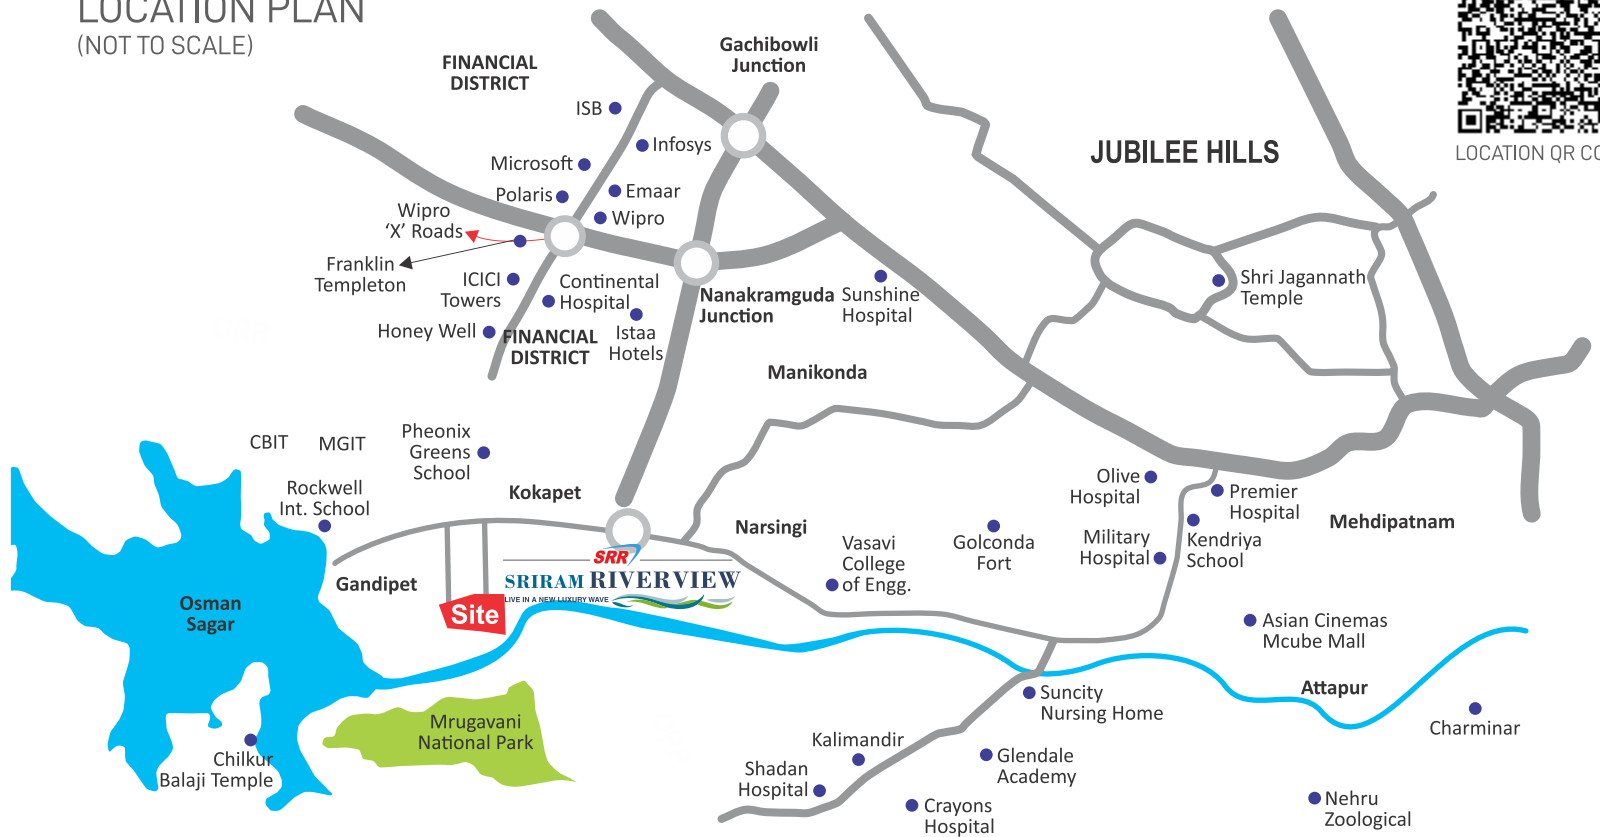 LOCATION PLAN
(NOT TO SCALE)
FINANCIAL
DISTRICT
Gachibowli
Junction
ISB
Infosys
Microsoft
Polaris
Emaar
Wipro
Wipro
‘X’ Roads
Franklin
Templeton
ICICI
Towers
Continental
Hospital
Honey Well
FINANCIAL
DISTRICT
Istaa
Hotels
Nanakramguda
Junction
Sunshine
Hospital
JUBILEE HILLS
LOCATION QR CO
Shri Jagannath
Temple
Manikonda
CBIT
MGIT
Pheonix
Greens
School
Rockwell
Int. School
Kokapet
Narsingi
Olive
Hospital
Premier
Hospital
Mehdipatnam
Military
Hospital
Kendriya
School
Golconda
Fort
Vasavi
College
of Engg.
Gandipet
SRR
SRIRAM RIVERVIEW
LIVE IN A NEW LUXURY WAVE
Site
Osman
Sagar
Asian Cinemas
Mcube Mall
Attapur
Charminar
Suncity
Nursing Home
Mrugavani
National Park
Chilkur
Balaji Temple
Kalimandir
Glendale
Academy
Shadan
Hospital
Crayons
Hospital
Nehru
Zoological